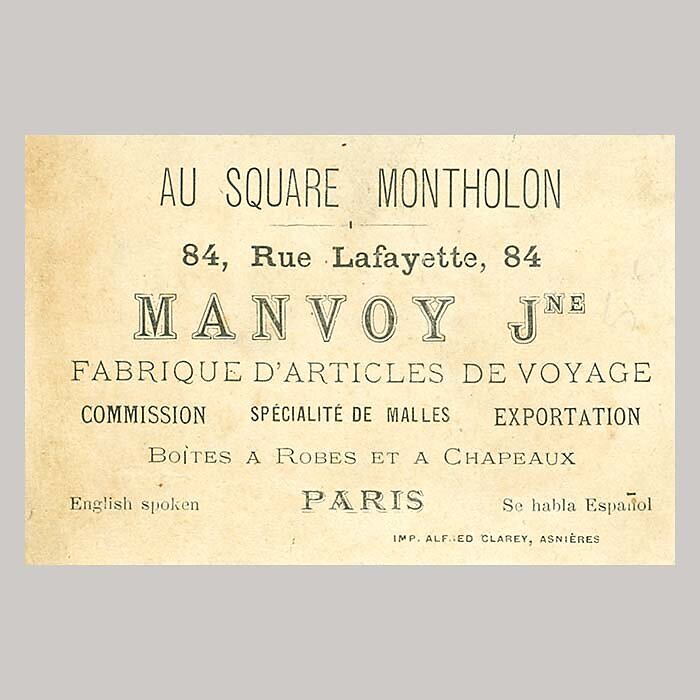 AU SQUARE MONTHOLON
84, Rue Lafayette, 84
MANVOY JNE
FABRIQUE D'ARTICLES DE VOYAGE
COMMISSION SPÉCIALITÉ DE MALLES EXPORTATION
BOÎTES A ROBES ET A CHAPEAUX
English spoken PARIS Se habla Español
IMP. ALFRED CLAREY, ASNIÈRES